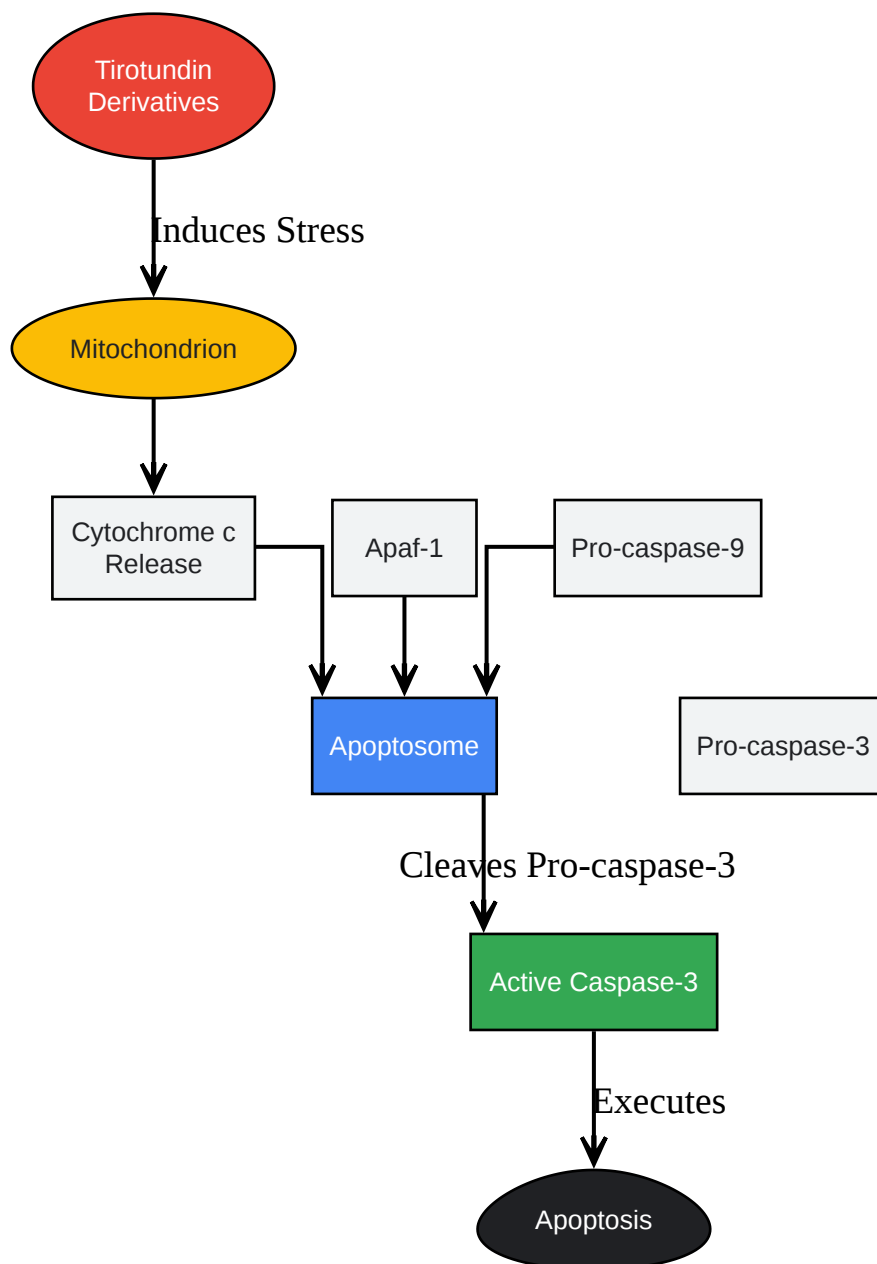 Tirotundin
Derivatives
Induces Stress
Mitochondrion
Cytochrome c
Release
Apaf-1
Pro-caspase-9
Apoptosome
Pro-caspase-3
Cleaves Pro-caspase-3
Active Caspase-3
Executes
Apoptosis